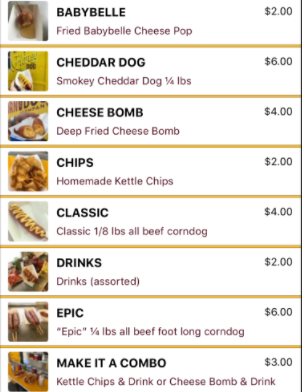 BABYBELLE $2.00
Fried Babybelle Cheese Pop
CHEDDAR DOG $6.00
Smokey Cheddar Dog ¼ lbs
CHEESE BOMB $4.00
Deep Fried Cheese Bomb
CHIPS $2.00
Homemade Kettle Chips
CLASSIC $4.00
Classic 1/8 lbs all beef corndog
DRINKS $2.00
Drinks (assorted)
EPIC $6.00
"Epic" ¼ lbs all beef foot long corndog
MAKE IT A COMBO $3.00
Kettle Chips & Drink or Cheese Bomb & Drink